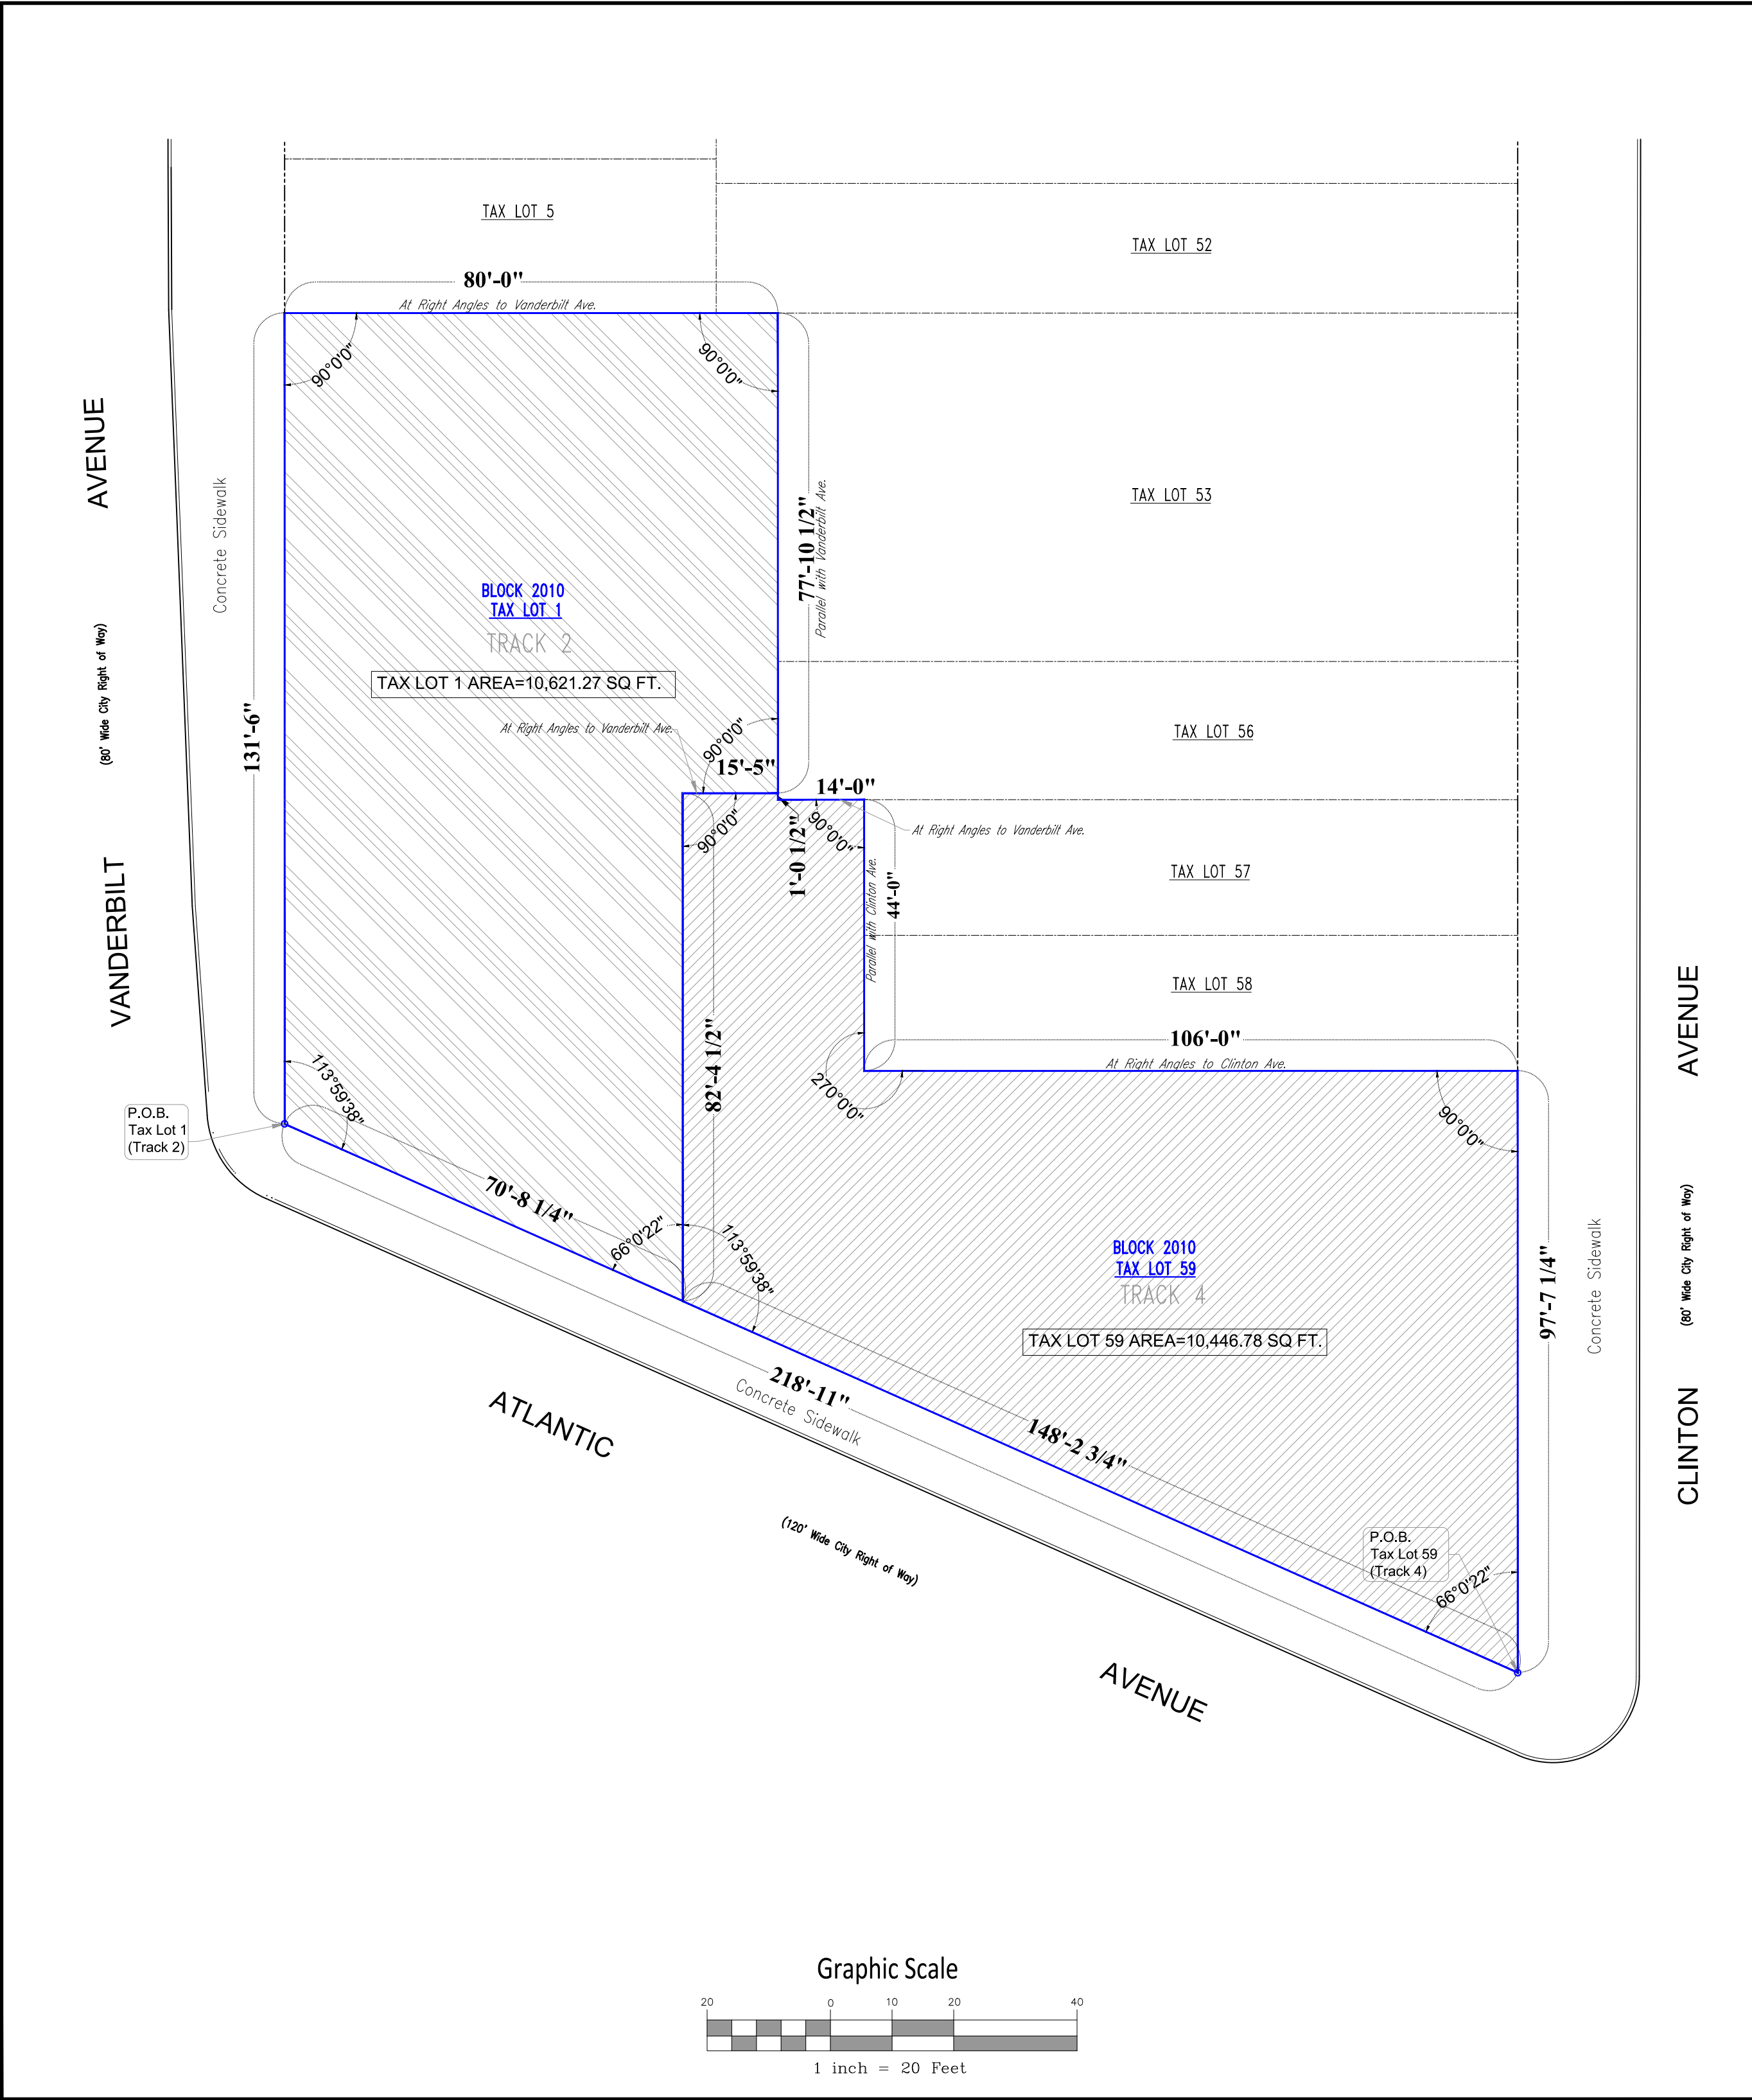 TAX LOT 5
TAX LOT 52
80'-0"
At Right Angles to Vanderbilt Ave.
90°0'0"
90°0'0"
AVENUE
Concrete Sidewalk
77'-10 1/2"
Parallel with Vanderbilt Ave.
TAX LOT 53
BLOCK 2010
TAX LOT 1
TRACK 2
TAX LOT 1 AREA=10,621.27 SQ FT.
(80' Wide City Right of Way)
131'-6"
At Right Angles to Vanderbilt Ave.
90°0'0"
15'-5"
TAX LOT 56
14'-0"
90°0'0"
1'-0 1/2"
90°0'0"
At Right Angles to Vanderbilt Ave.
VANDERBILT
Parallel with Clinton Ave.
44'-0"
TAX LOT 57
TAX LOT 58
106'-0"
At Right Angles to Clinton Ave.
82'-4 1/2"
270°0'0"
90°0'0"
AVENUE
113°59'38"
P.O.B.
Tax Lot 1
(Track 2)
70'-8 1/4"
66°0'22"
113°59'38"
BLOCK 2010
TAX LOT 59
TRACK 4
TAX LOT 59 AREA=10,446.78 SQ FT.
97'-7 1/4"
Concrete Sidewalk
(80' Wide City Right of Way)
218'-11"
Concrete Sidewalk
148'-2 3/4"
ATLANTIC
CLINTON
(120' Wide City Right of Way)
P.O.B.
Tax Lot 59
(Track 4)
66°0'22"
AVENUE
Graphic Scale
20 0 10 20 40
1 inch = 20 Feet